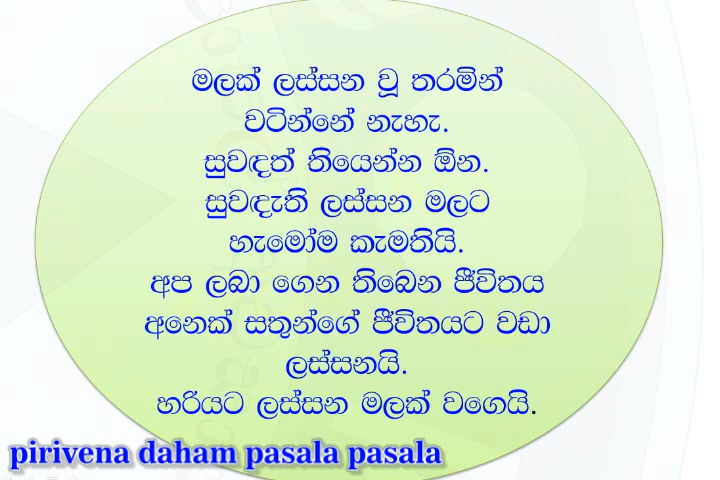 මලක් ලස්සන වූ තරමින්
වටින්නේ නැහැ.
සුවඳත් තියෙන්න ඕන.
සුවඳැති ලස්සන මලට
හැමෝම කැමතියි.
අප ලබා ගෙන තිබෙන ජීවිතය
අනෙක් සතුන්ගේ ජීවිතයට වඩා
ලස්සනයි.
හරියට ලස්සන මලක් වගෙයි.
pirivena daham pasala pasala